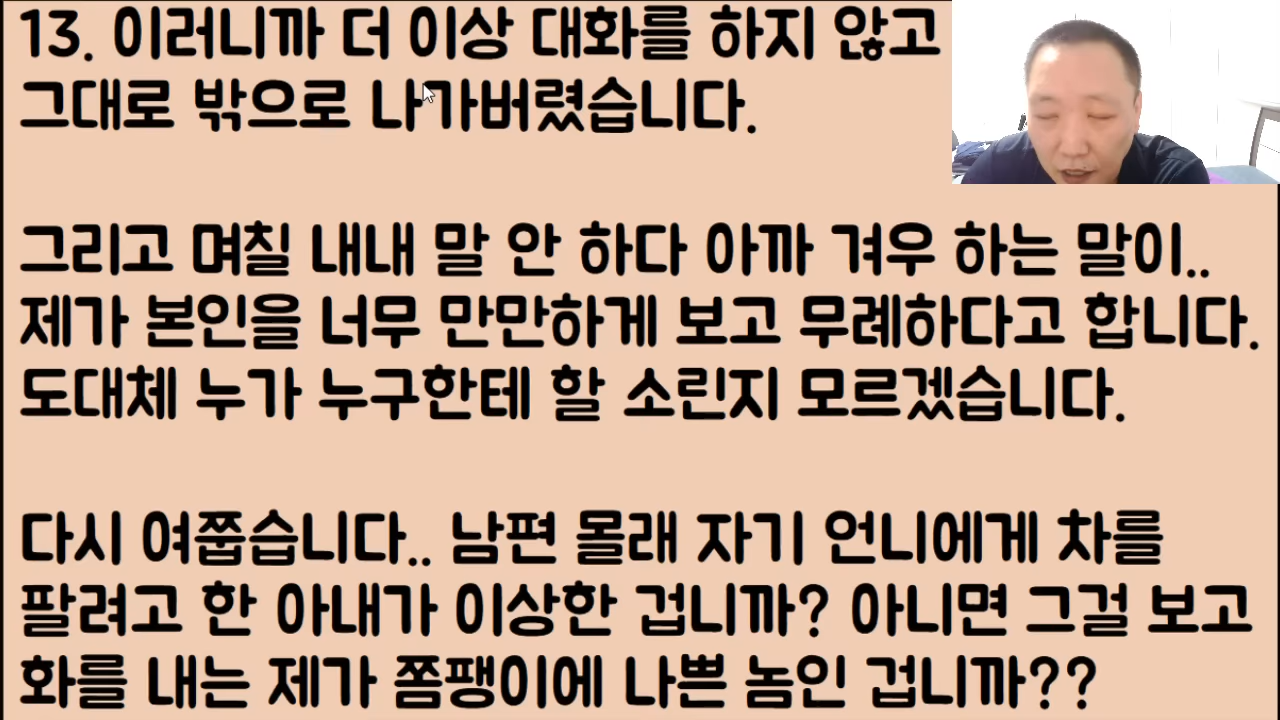 13. 이러니까 더 이상 대화를 하지 않고
그대로 밖으로 나가버렸습니다.
그리고 며칠 내내 말 안 하다 아까 겨우 하는 말이..
제가 본인을 너무 만만하게 보고 무례하다고 합니다.
도대체 누가 누구한테 할 소린지 모르겠습니다.
다시 여쭙습니다.. 남편 몰래 자기 언니에게 차를
팔려고 한 아내가 이상한 겁니까? 아니면 그걸 보고
화를 내는 제가 쫌팽이에 나쁜 놈인 겁니까??